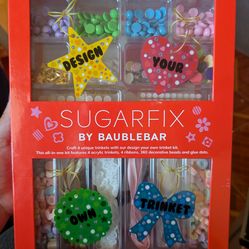 DESIGN
YOUR
SUGARFIX
BY BAUBLEBAR
Craft 4 unique trinkets with our design your own trinket kit.
This all-in-one kit features 4 acrylic trinkets, 4 ribbons, 380 decorative beads and glue dots.
OWN
TRINKET